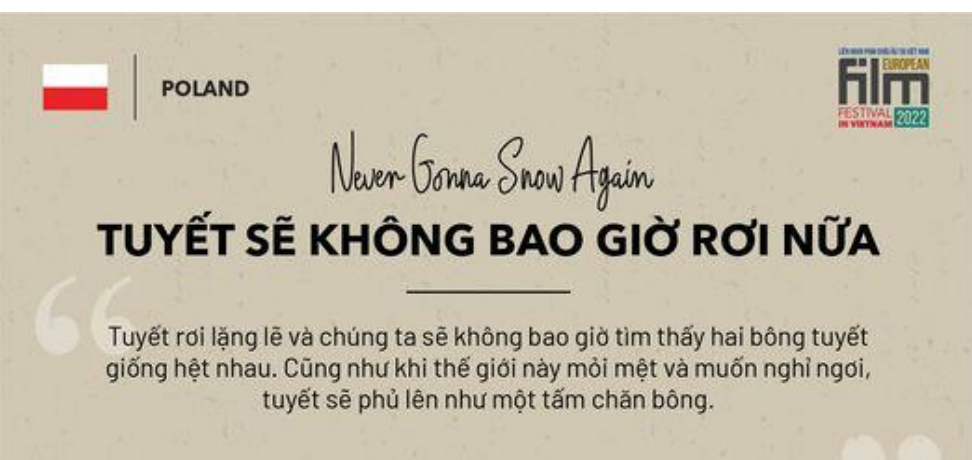 POLAND
LIÊN HOAN PHIM CHÂU ÂU TẠI VIỆT NAM
EUROPEAN
film
FESTIVAL
IN VIETNAM
2022
Never Gonna Snow Again
TUYẾT SẼ KHÔNG BAO GIỜ RƠI NỮA
Tuyết rơi lặng lẽ và chúng ta sẽ không bao giờ tìm thấy hai bông tuyết
giống hệt nhau. Cũng như khi thế giới này mỏi mệt và muốn nghỉ ngơi,
tuyết sẽ phủ lên như một tấm chăn bông.